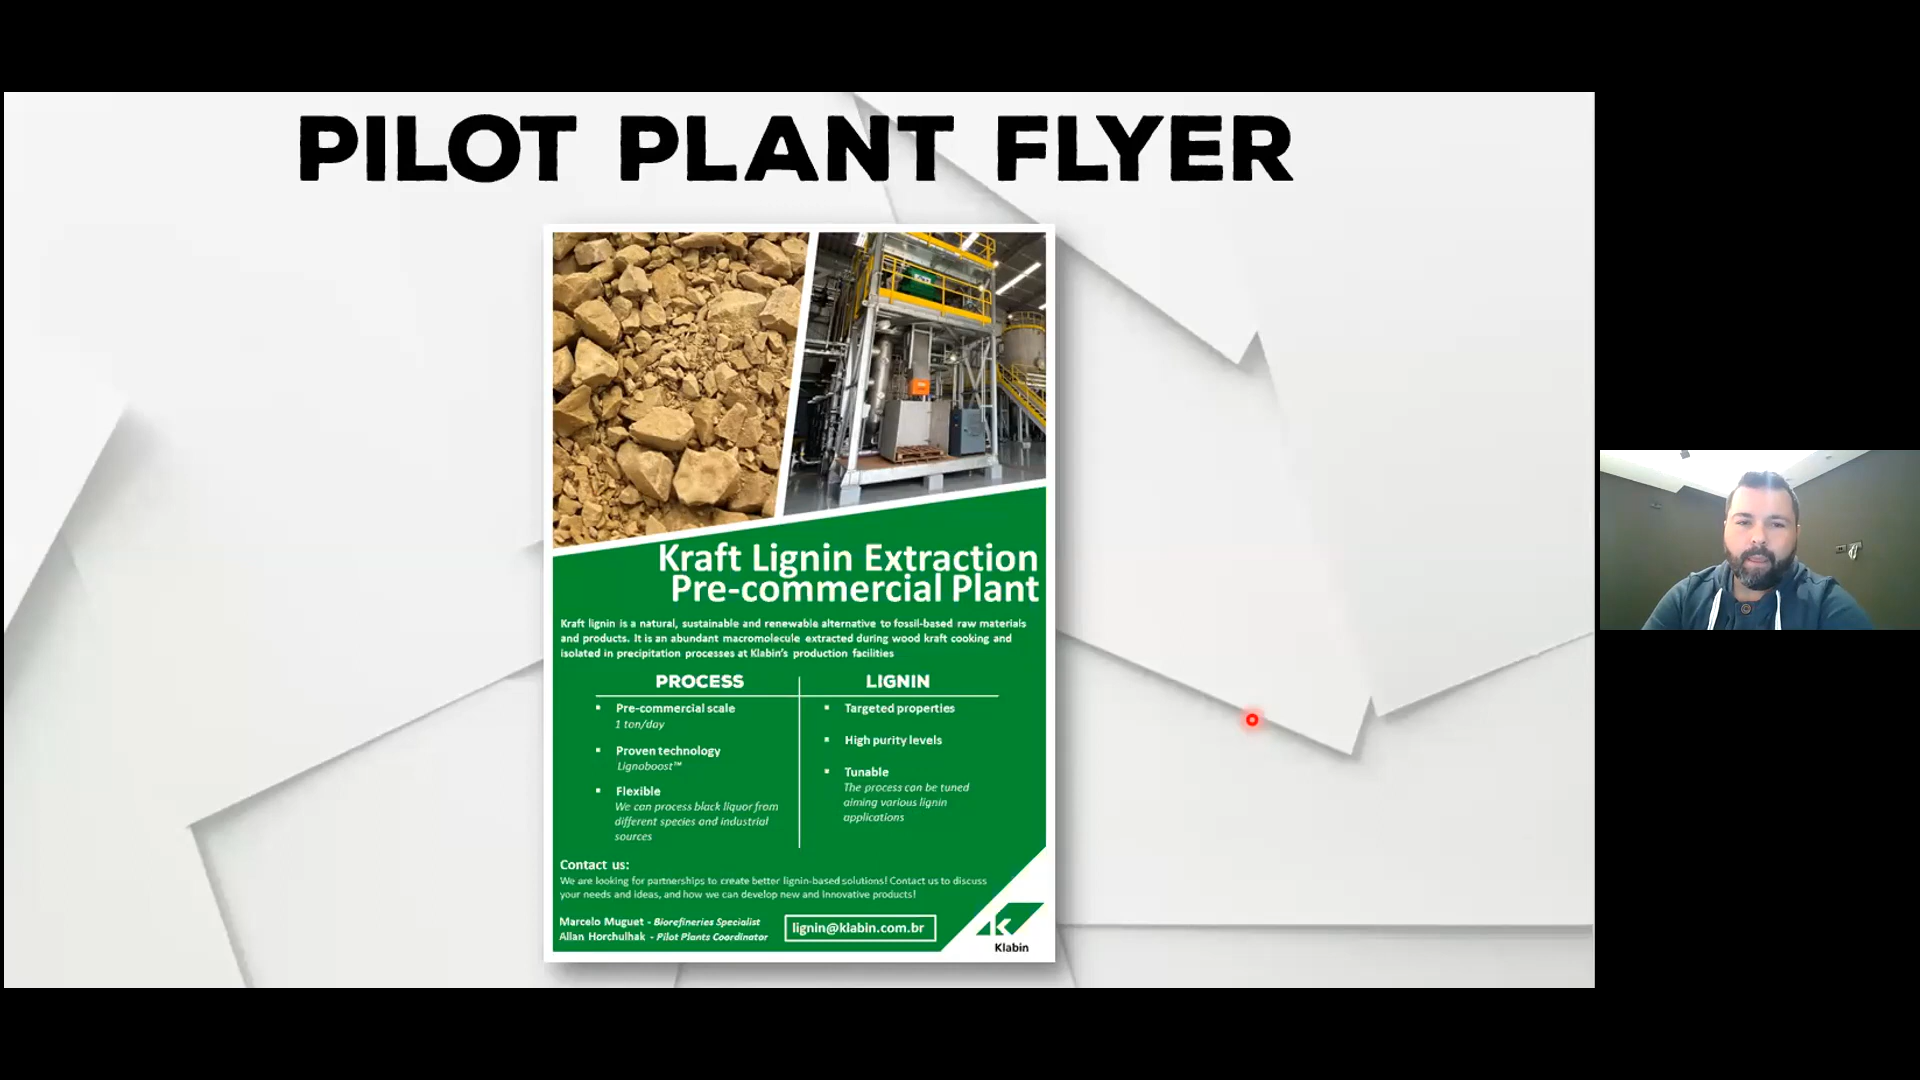 PILOT PLANT FLYER
Kraft Lignin Extraction
Pre-commercial Plant
Kraft lignin is a natural, sustainable and renewable alternative to fossil-based raw materials
and products. It is an abundant macromolecule extracted during wood kraft cooking and
isolated in precipitation processes at Klabin's production facilities
PROCESS
▪ Pre-commercial scale
1 ton/day
▪ Proven technology
Lignoboost™
▪ Flexible
We can process black liquor from
different species and industrial
sources
LIGNIN
▪ Targeted properties
▪ High purity levels
▪ Tunable
The process can be tuned
aiming various lignin
applications
Contact us:
We are looking for partnerships to create better lignin-based solutions! Contact us to discuss
your needs and ideas, and how we can develop new and innovative products!
Marcelo Muguet - Biorefineries Specialist
Allan Horchulhak - Pilot Plants Coordinator
lignin@klabin.com.br
Klabin